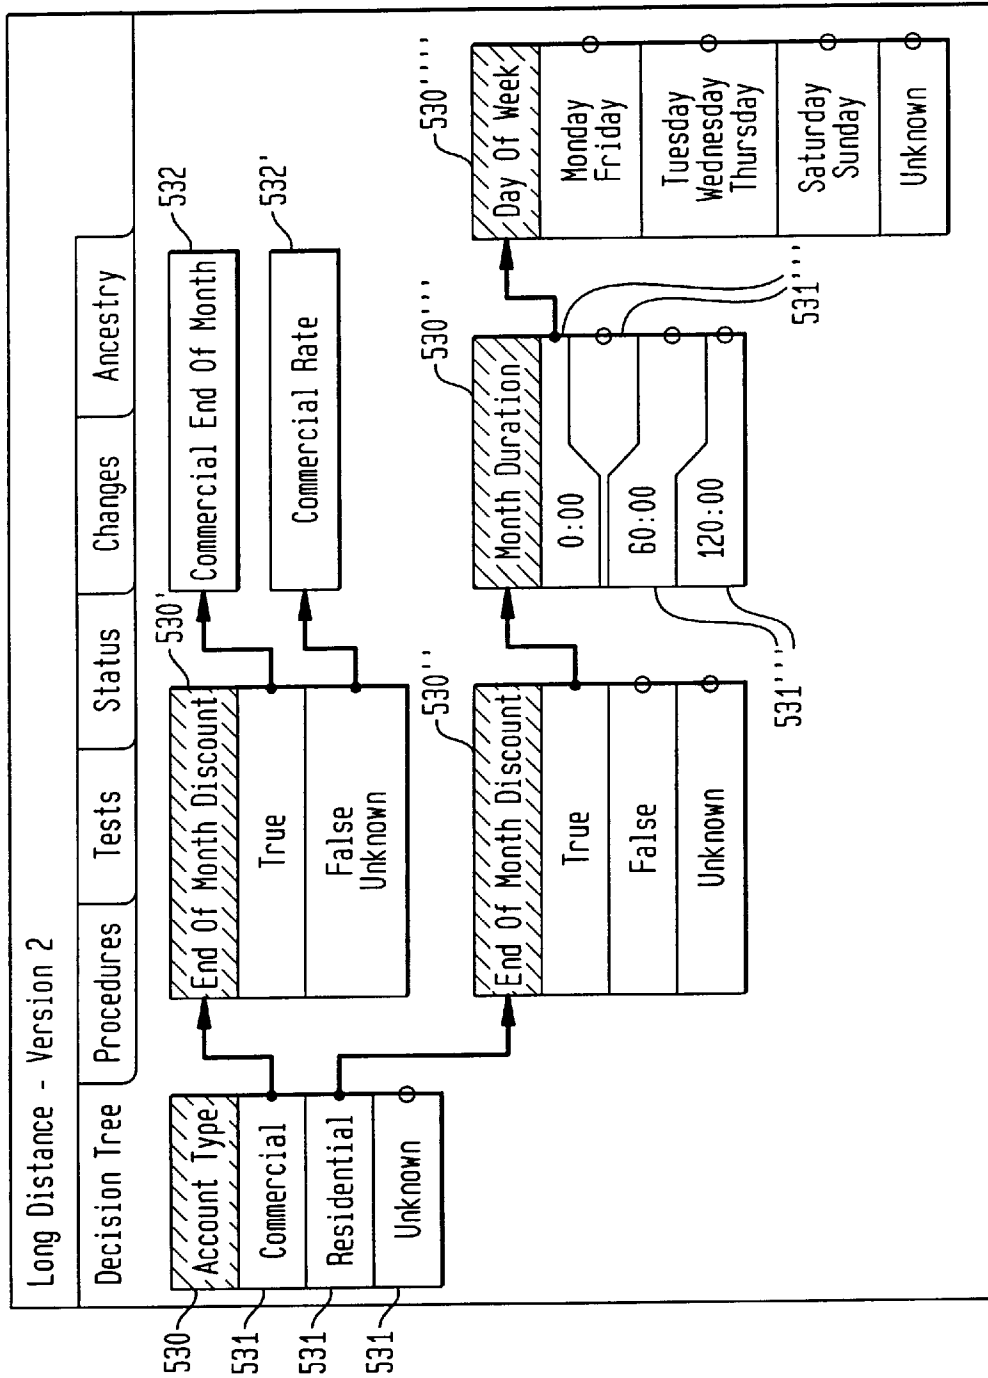 Long Distance - Version 2
Decision Tree
Procedures
Tests
Status
Changes
Ancestry
530
Account Type
531
Commercial
531
Residential
531
Unknown
530'
End Of Month Discount
True
False
Unknown
532
Commercial End Of Month
532'
Commercial Rate
530''
End Of Month Discount
True
False
Unknown
530'''
Month Duration
0:00
60:00
120:00
531'''
531'''
530''''
Day Of Week
Monday
Friday
Tuesday
Wednesday
Thursday
Saturday
Sunday
Unknown